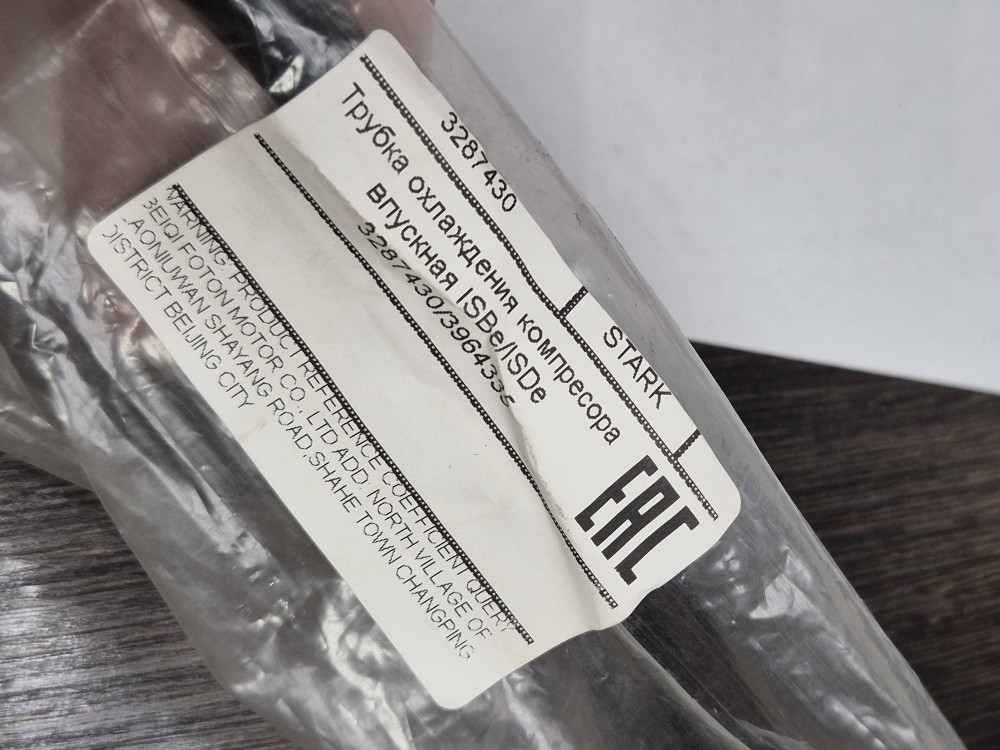 3287430
STARK
Трубка охлаждения компресора
впускная ISBe/ISDe
3287430/3964335
EAC
WARNING PRODUCT REFERENCE COEFFICIENT QUERY
BEIQI FOTON MOTOR CO., LTD ADD. NORTH VILLAGE OF
LAONIUWAN SHAYANG ROAD,SHAHE TOWN CHANGPING
DISTRICT BEIJING CITY